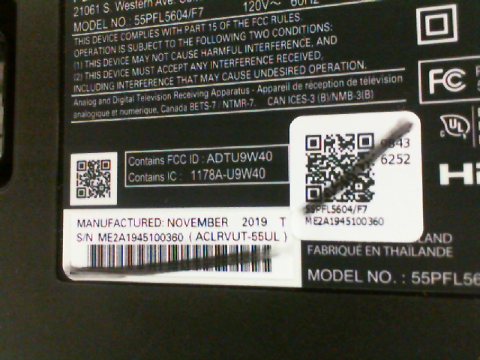 21061 S. Western Ave.
MODEL NO. : 55PFL5604/F7 120V~ 60Hz
THIS DEVICE COMPLIES WITH PART 15 OF THE FCC RULES.
OPERATION IS SUBJECT TO THE FOLLOWING TWO CONDITIONS:
(1) THIS DEVICE MAY NOT CAUSE HARMFUL INTERFERENCE, AND
(2) THIS DEVICE MUST ACCEPT ANY INTERFERENCE RECEIVED,
INCLUDING INTERFERENCE THAT MAY CAUSE UNDESIRED OPERATION.
Analog and Digital Television Receiving Apparatus - Appareil de réception de télévision
analogique et numérique, Canada BETS-7 / NTMR-7. CAN ICES-3 (B)/NMB-3(B)
FC
UL
Contains FCC ID : ADTU9W40
Contains IC : 1178A-U9W40
9843
6252
55PFL5604/F7
ME2A1945100360
MANUFACTURED: NOVEMBER 2019 T
S/N ME2A1945100360 ( ACLRVUT-55UL )
FABRIQUÉ EN THAÏLANDE
MODEL NO. : 55PFL56